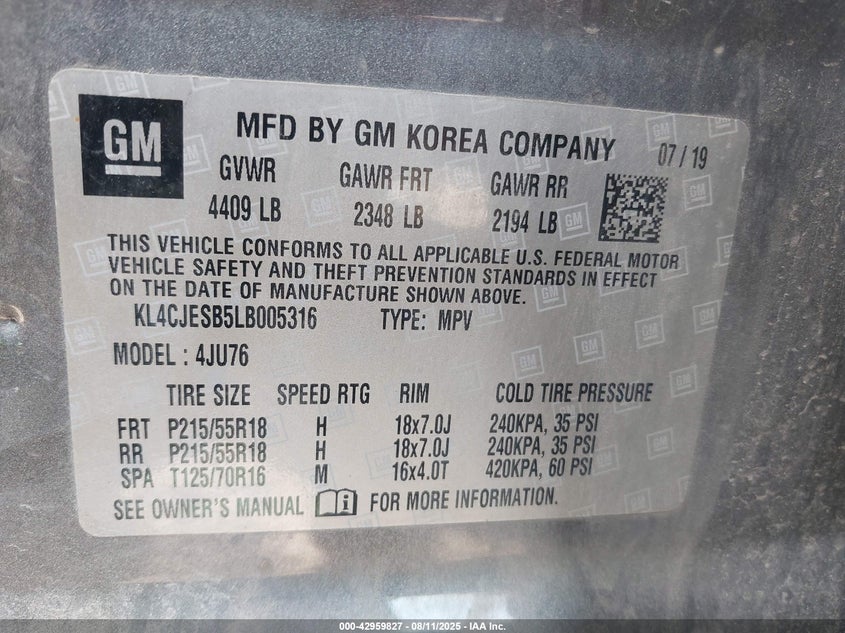 GM
MFD BY GM KOREA COMPANY 07 / 19
GVWR GAWR FRT GAWR RR
4409 LB 2348 LB 2194 LB
THIS VEHICLE CONFORMS TO ALL APPLICABLE U.S. FEDERAL MOTOR
VEHICLE SAFETY AND THEFT PREVENTION STANDARDS IN EFFECT
ON THE DATE OF MANUFACTURE SHOWN ABOVE.
KL4CJESB5LB005316 TYPE: MPV
MODEL : 4JU76
TIRE SIZE SPEED RTG RIM COLD TIRE PRESSURE
FRT P215/55R18 H 18x7.0J 240KPA, 35 PSI
RR P215/55R18 H 18x7.0J 240KPA, 35 PSI
SPA T125/70R16 M 16x4.0T 420KPA, 60 PSI
SEE OWNER'S MANUAL FOR MORE INFORMATION.
000-42959827 - 08/11/2025 - IAA Inc.